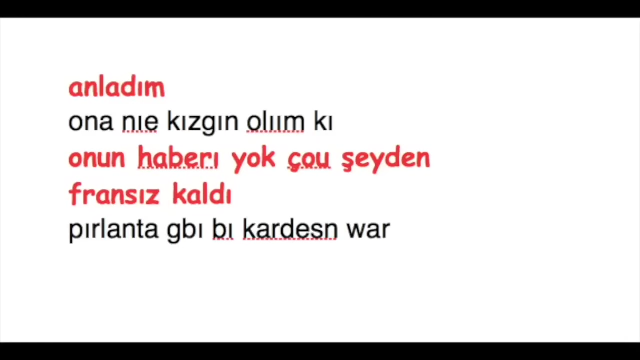 anladım
ona nıe kızgın olıım kı
onun haberı yok çou şeyden
fransız kaldı
pırlanta gbı bı kardesn war